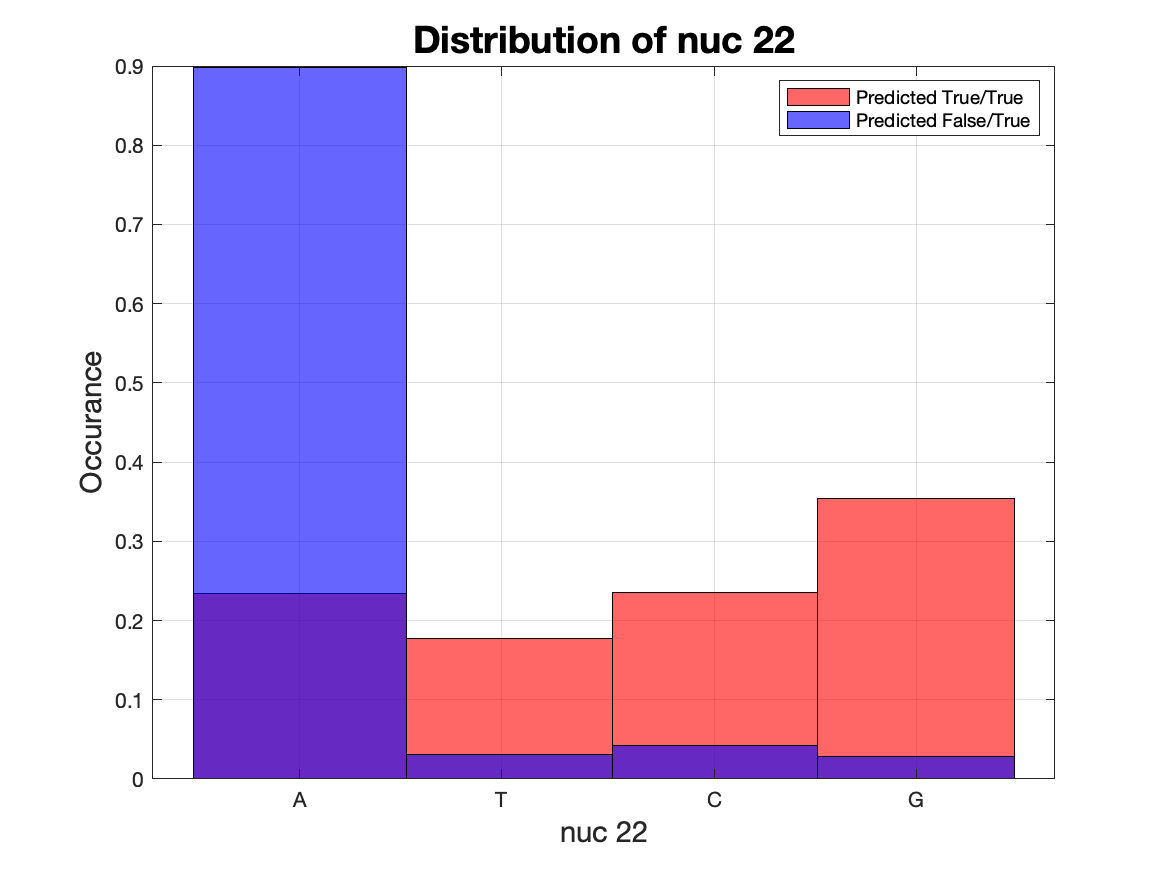 Distribution of nuc 22
Predicted True/True
Predicted False/True
0.9
0.8
0.7
0.6
0.5
0.4
0.3
0.2
0.1
0
Occurance
A T C G
nuc 22